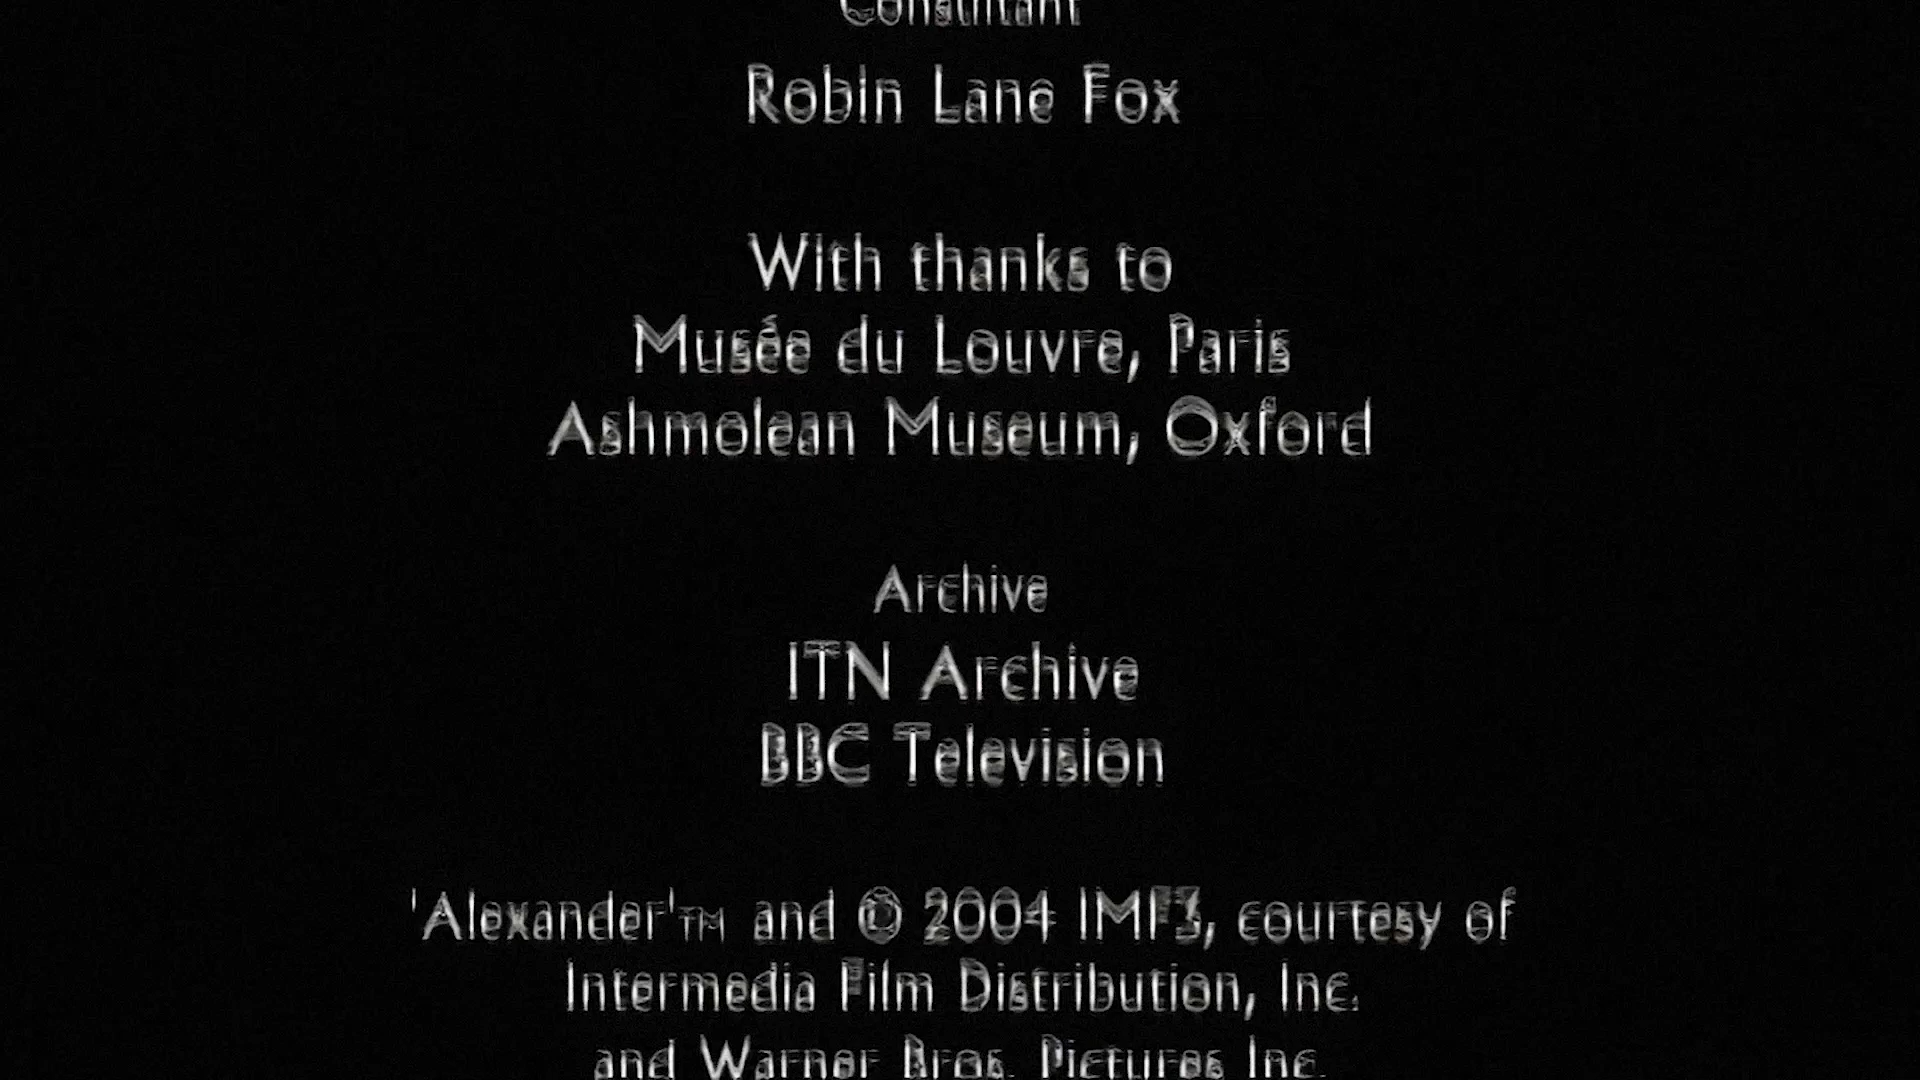 Consultant
Robin Lane Fox
With thanks to
Musée du Louvre, Paris
Ashmolean Museum, Oxford
Archive
ITN Archive
BBC Television
'Alexander'™ and © 2004 IMF3, courtesy of
Intermedia Film Distribution, Inc.
and Warner Bros. Pictures Inc.